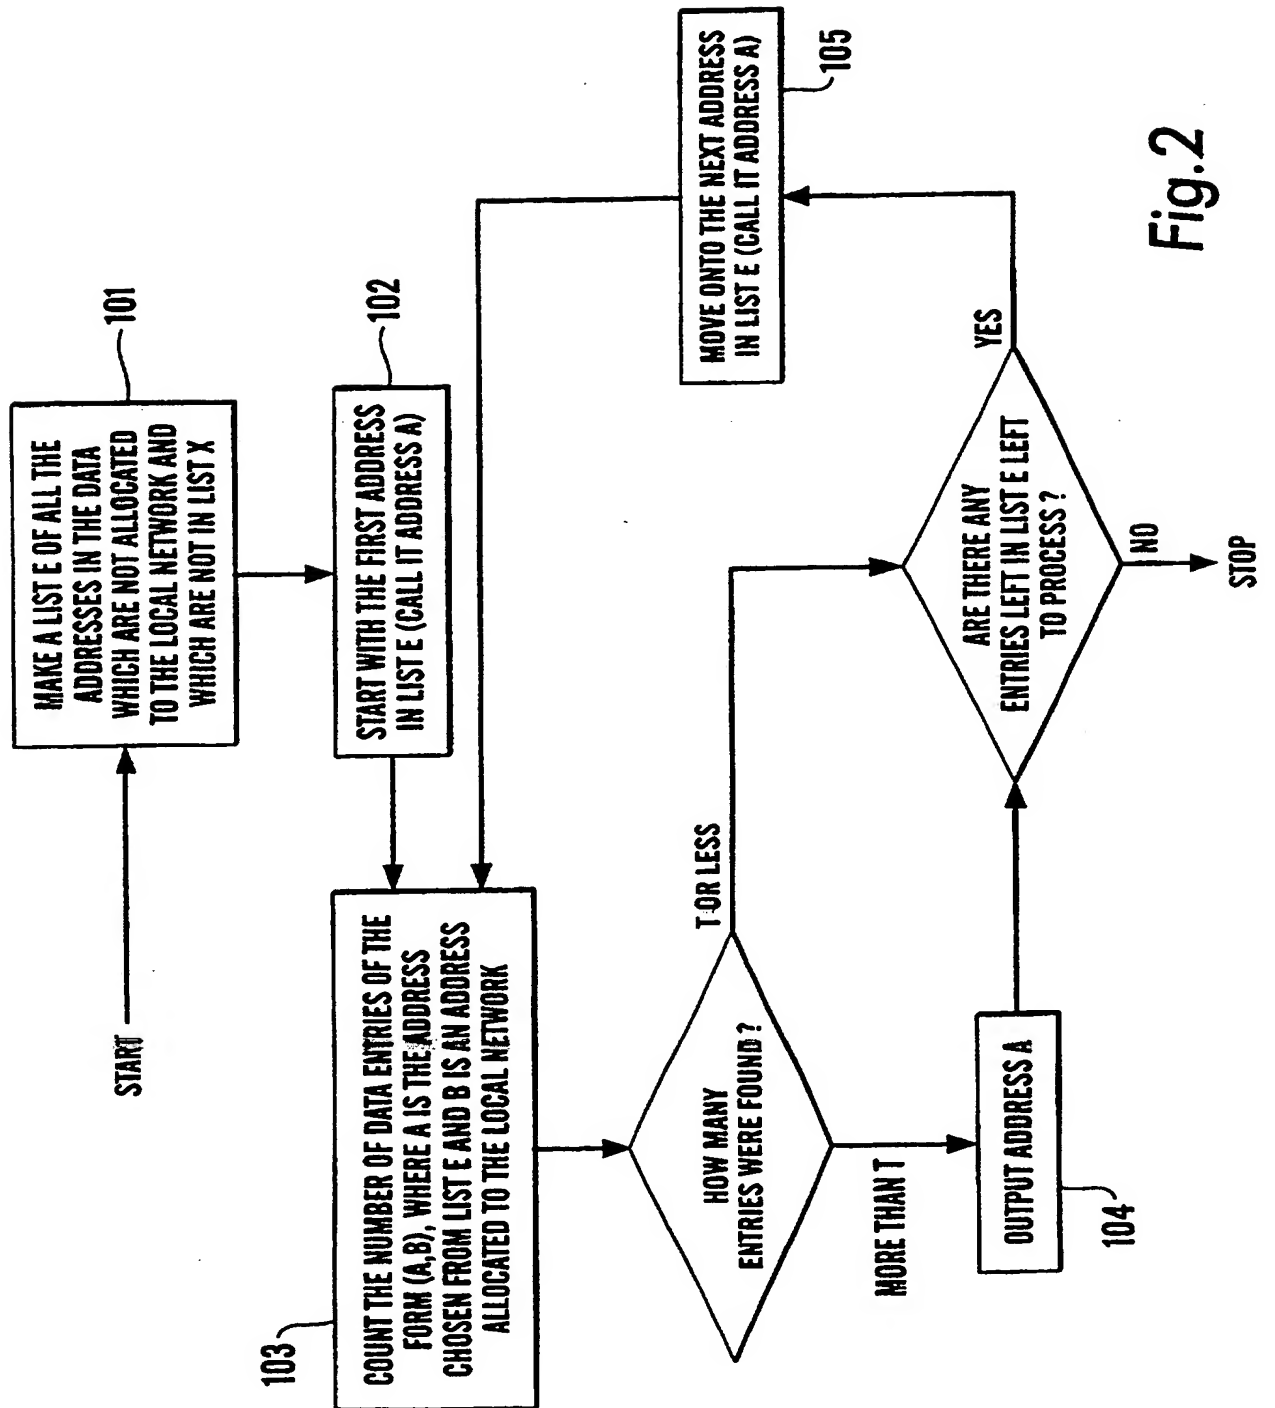 START
MAKE A LIST E OF ALL THE
ADDRESSES IN THE DATA
WHICH ARE NOT ALLOCATED
TO THE LOCAL NETWORK AND
WHICH ARE NOT IN LIST X
101
START WITH THE FIRST ADDRESS
IN LIST E (CALL IT ADDRESS A)
102
103
COUNT THE NUMBER OF DATA ENTRIES OF THE
FORM (A,B), WHERE A IS THE ADDRESS
CHOSEN FROM LIST E AND B IS AN ADDRESS
ALLOCATED TO THE LOCAL NETWORK
HOW MANY
ENTRIES WERE FOUND?
T OR LESS
MORE THAN T
OUTPUT ADDRESS A
104
ARE THERE ANY
ENTRIES LEFT IN LIST E LEFT
TO PROCESS?
YES
NO
STOP
MOVE ONTO THE NEXT ADDRESS
IN LIST E (CALL IT ADDRESS A)
105
Fig.2